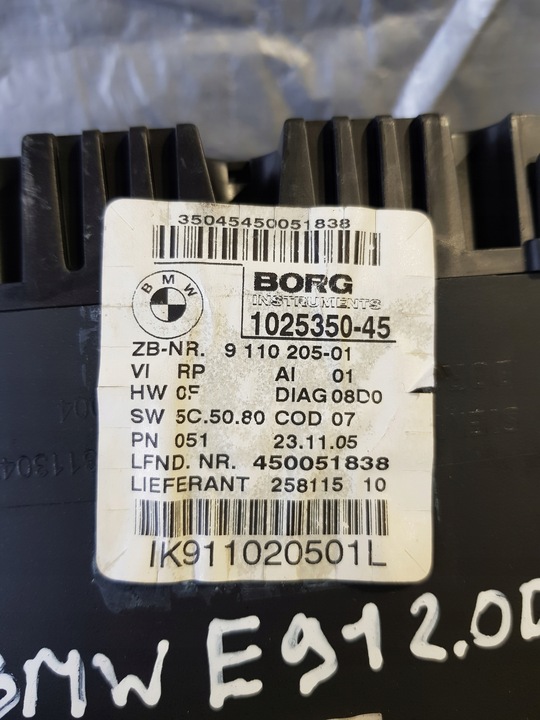 35045450051838
BMW
BORG
INSTRUMENTS
1025350-45
ZB-NR. 9 110 205-01
VI RP AI 01
HW 0F DIAG 08D0
SW 5C.50.80 COD 07
PN 051 23.11.05
LFND. NR. 450051838
LIEFERANT 258115 10
IK911020501L
BMW E91 2.0D